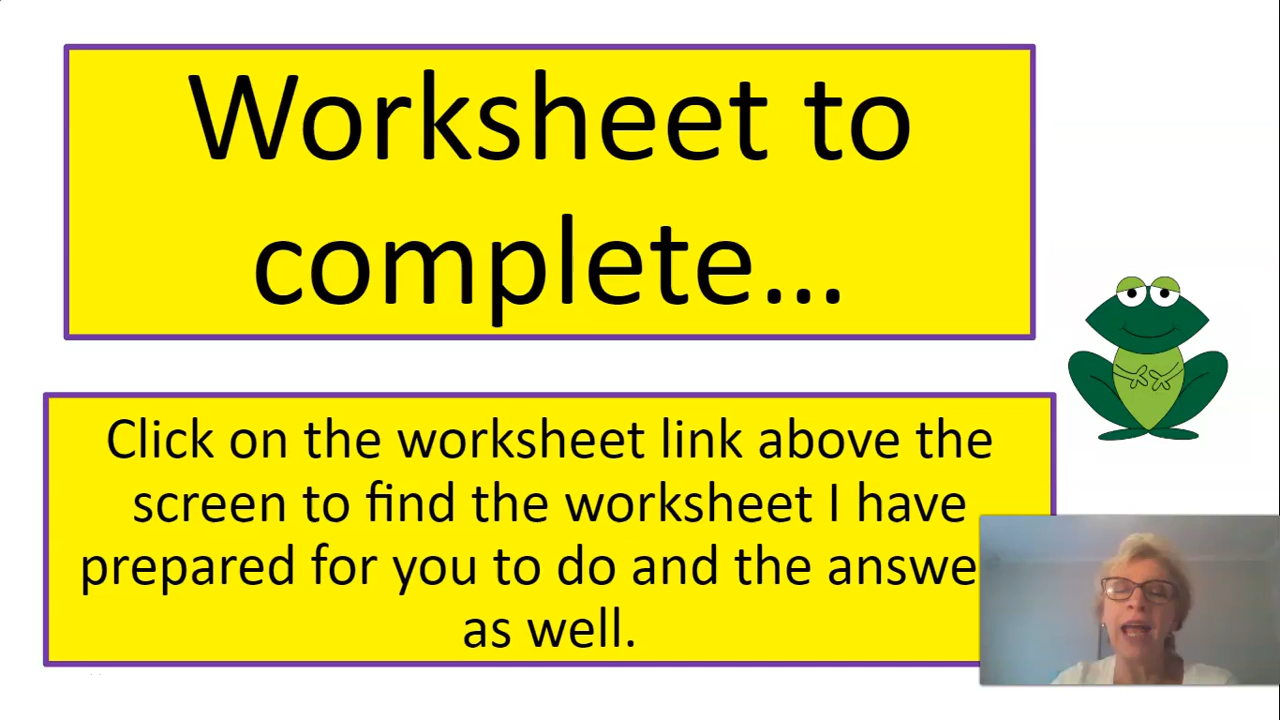 Worksheet to
complete...
Click on the worksheet link above the
screen to find the worksheet I have
prepared for you to do and the
as well.